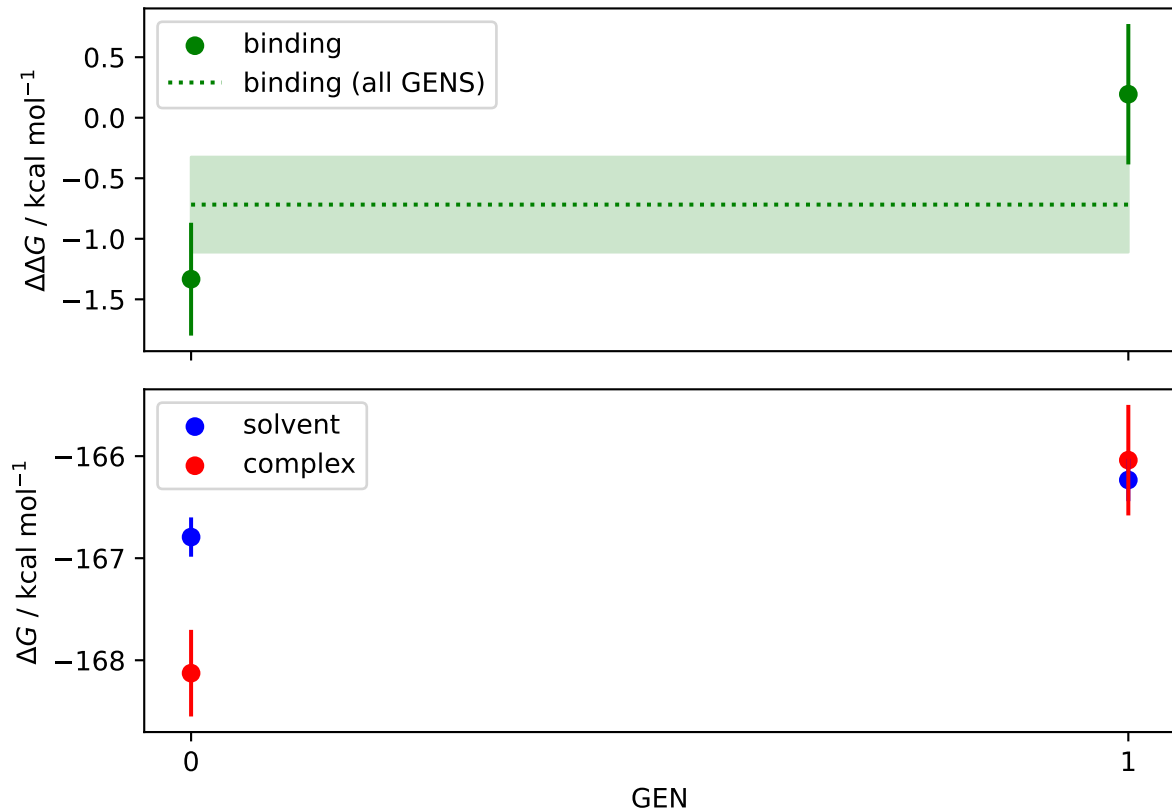 binding
binding (all GENS)
0.5
0.0
−0.5
−1.0
−1.5
ΔΔG / kcal mol⁻¹
solvent
complex
−166
−167
−168
ΔG / kcal mol⁻¹
0
1
GEN